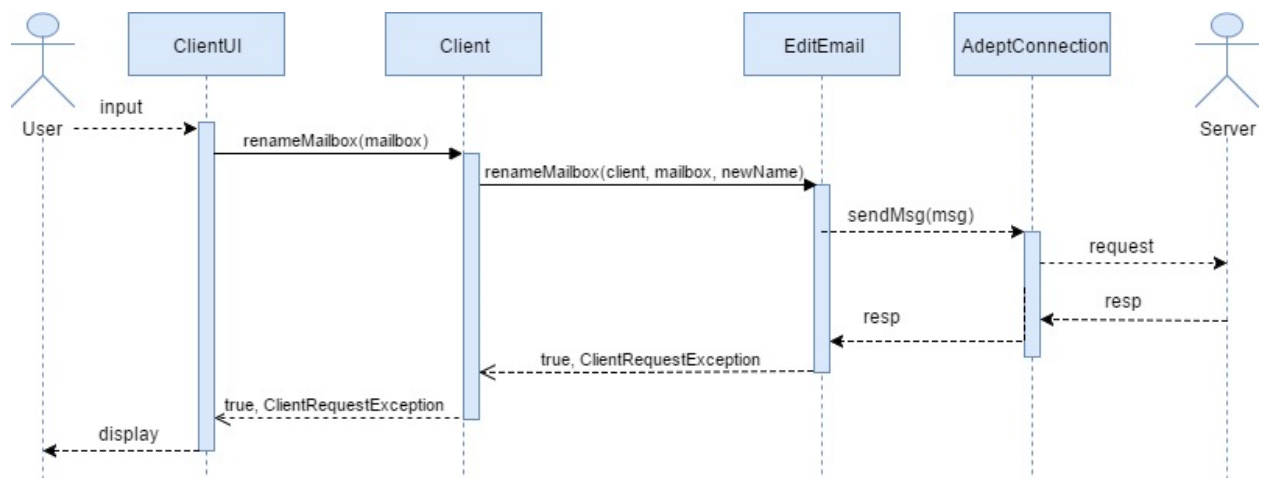 ClientUI
Client
EditEmail
AdeptConnection
User
Server
input
renameMailbox(mailbox)
renameMailbox(client, mailbox, newName)
sendMsg(msg)
request
resp
resp
true, ClientRequestException
true, ClientRequestException
display